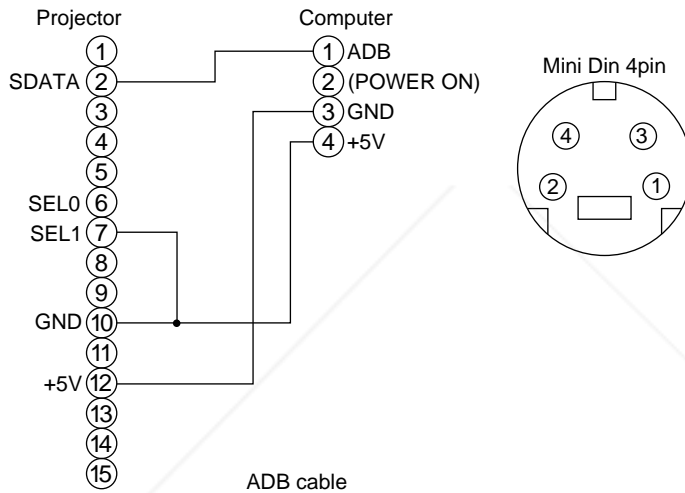 Projector
Computer
1
SDATA 2
3
4
5
SEL0 6
SEL1 7
8
9
GND 10
11
+5V 12
13
14
15
1 ADB
2 (POWER ON)
3 GND
4 +5V
Mini Din 4pin
4 3
2 1
ADB cable